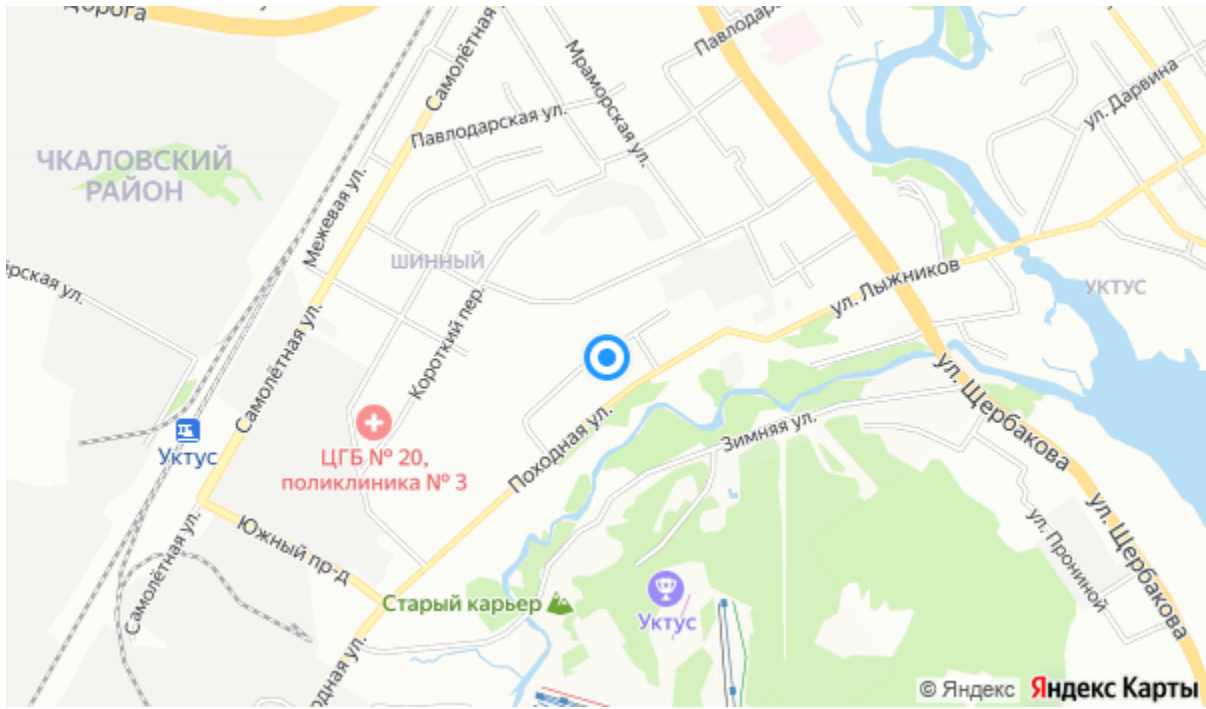 дорога
Самолётная ул.
Мраморская ул.
Павлодарская
Павлодарская ул.
ул. Дарвина
ЧКАЛОВСКИЙ
РАЙОН
Межевая ул.
ШИННЫЙ
ул.
Короткий пер.
ул. Лыжников
УКТУС
Самолётная ул.
Уктус
ЦГБ № 20,
поликлиника № 3
Походная ул.
Зимняя ул.
ул. Щербакова
ул. Щербакова
ул. Прониной
Южный пр-д
Самолётная ул.
Старый карьер
Уктус
ул.
© Яндекс
Яндекс Карты